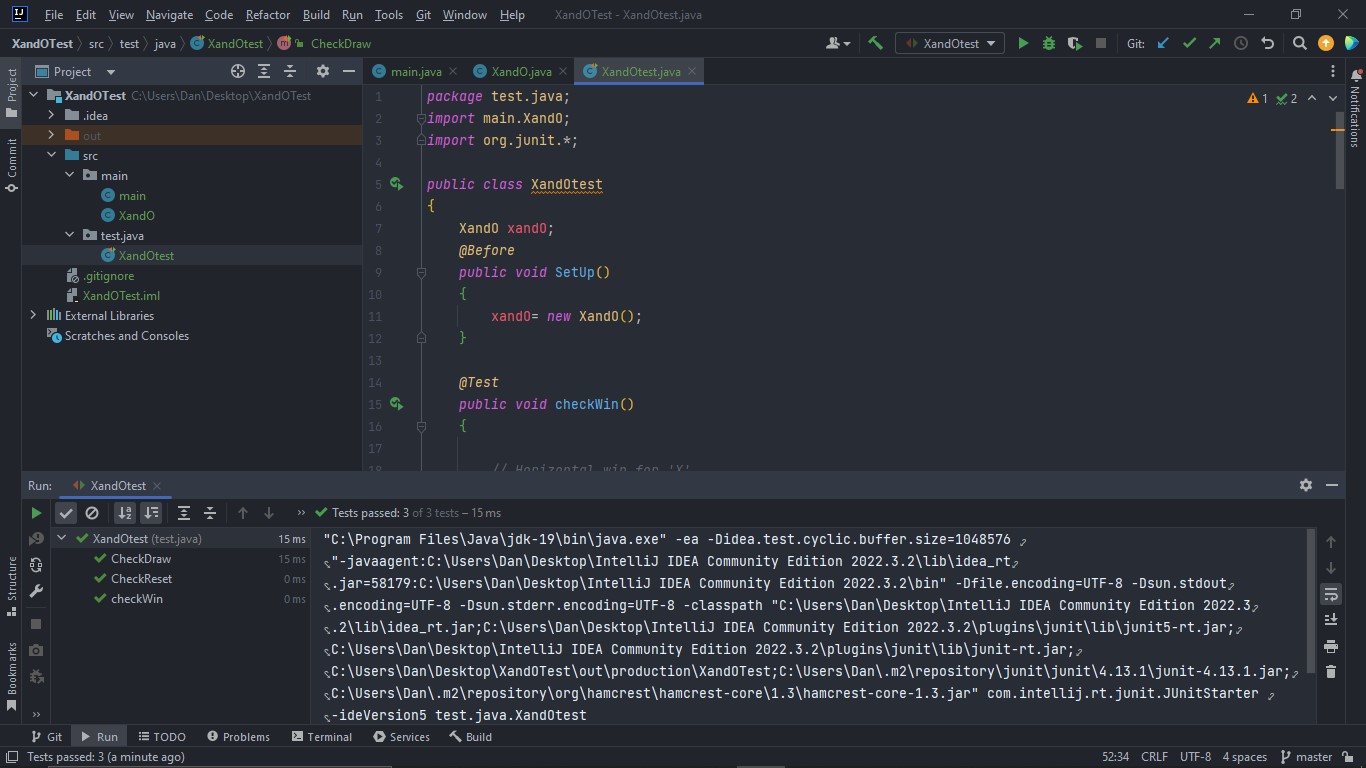 File Edit View Navigate Code Refactor Build Run Tools Git Window Help XandOTest - XandOtest.java
XandOTest src test java XandOtest CheckDraw XandOtest Git:
Project main.java XandO.java XandOtest.java
XandOTest C:\Users\Dan\Desktop\XandOTest
.idea
out
src
main
main
XandO
test.java
XandOtest
.gitignore
XandOTest.iml
External Libraries
Scratches and Consoles
Project
Commit
Structure
Bookmarks
Notifications
1 package test.java;
2 import main.XandO;
3 import org.junit.*;
4
5 public class XandOtest
6 {
7 XandO xandO;
8 @Before
9 public void SetUp()
10 {
11 xandO= new XandO();
12 }
13
14 @Test
15 public void checkWin()
16 {
17
18 // Horizontal win for 'X'
1 2
Run: XandOtest
Tests passed: 3 of 3 tests – 15 ms
XandOtest (test.java) 15 ms
CheckDraw 15 ms
CheckReset 0 ms
checkWin 0 ms
"C:\Program Files\Java\jdk-19\bin\java.exe" -ea -Didea.test.cyclic.buffer.size=1048576
"-javaagent:C:\Users\Dan\Desktop\IntelliJ IDEA Community Edition 2022.3.2\lib\idea_rt
.jar=58179:C:\Users\Dan\Desktop\IntelliJ IDEA Community Edition 2022.3.2\bin" -Dfile.encoding=UTF-8 -Dsun.stdout
.encoding=UTF-8 -Dsun.stderr.encoding=UTF-8 -classpath "C:\Users\Dan\Desktop\IntelliJ IDEA Community Edition 2022.3
.2\lib\idea_rt.jar;C:\Users\Dan\Desktop\IntelliJ IDEA Community Edition 2022.3.2\plugins\junit\lib\junit5-rt.jar;
C:\Users\Dan\Desktop\IntelliJ IDEA Community Edition 2022.3.2\plugins\junit\lib\junit-rt.jar;
C:\Users\Dan\Desktop\XandOTest\out\production\XandOTest;C:\Users\Dan\.m2\repository\junit\junit\4.13.1\junit-4.13.1.jar;
C:\Users\Dan\.m2\repository\org\hamcrest\hamcrest-core\1.3\hamcrest-core-1.3.jar" com.intellij.rt.junit.JUnitStarter
-ideVersion5 test.java.XandOtest
Git Run TODO Problems Terminal Services Build
Tests passed: 3 (a minute ago) 52:34 CRLF UTF-8 4 spaces master